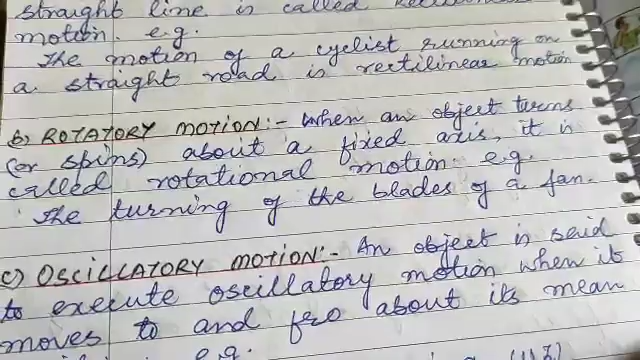 straight line is called
motion. e.g.
The motion of a cyclist running on
a straight road is rectilinear motion
b) ROTATORY MOTION:- When an object turns
(or spins) about a fixed axis, it is
called rotational motion. e.g.
The turning of the blades of a fan.
c) OSCILLATORY MOTION:- An object is said
to execute oscillatory motion when it
moves to and fro about its mean
e.g.